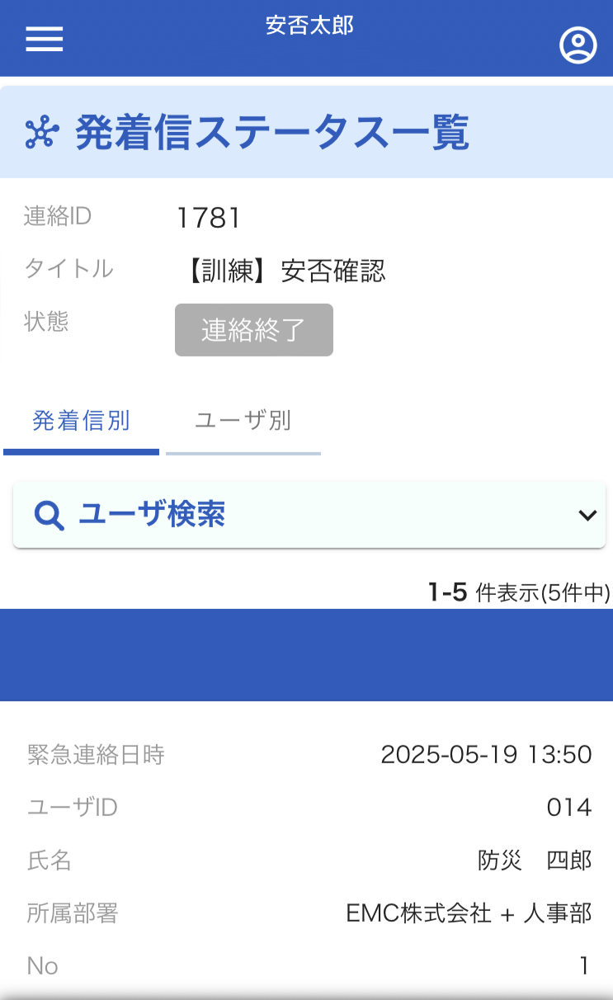 安否太郎
発着信ステータス一覧
連絡ID 1781
タイトル 【訓練】安否確認
状態 連絡終了
発着信別 ユーザ別
ユーザ検索
1-5 件表示(5件中)
緊急連絡日時 2025-05-19 13:50
ユーザID 014
氏名 防災　四郎
所属部署 EMC株式会社 + 人事部
No 1